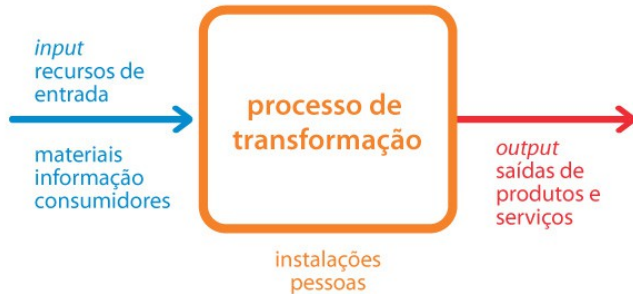 input
recursos de
entrada
materiais
informação
consumidores
processo de
transformação
instalações
pessoas
output
saídas de
produtos e
serviços